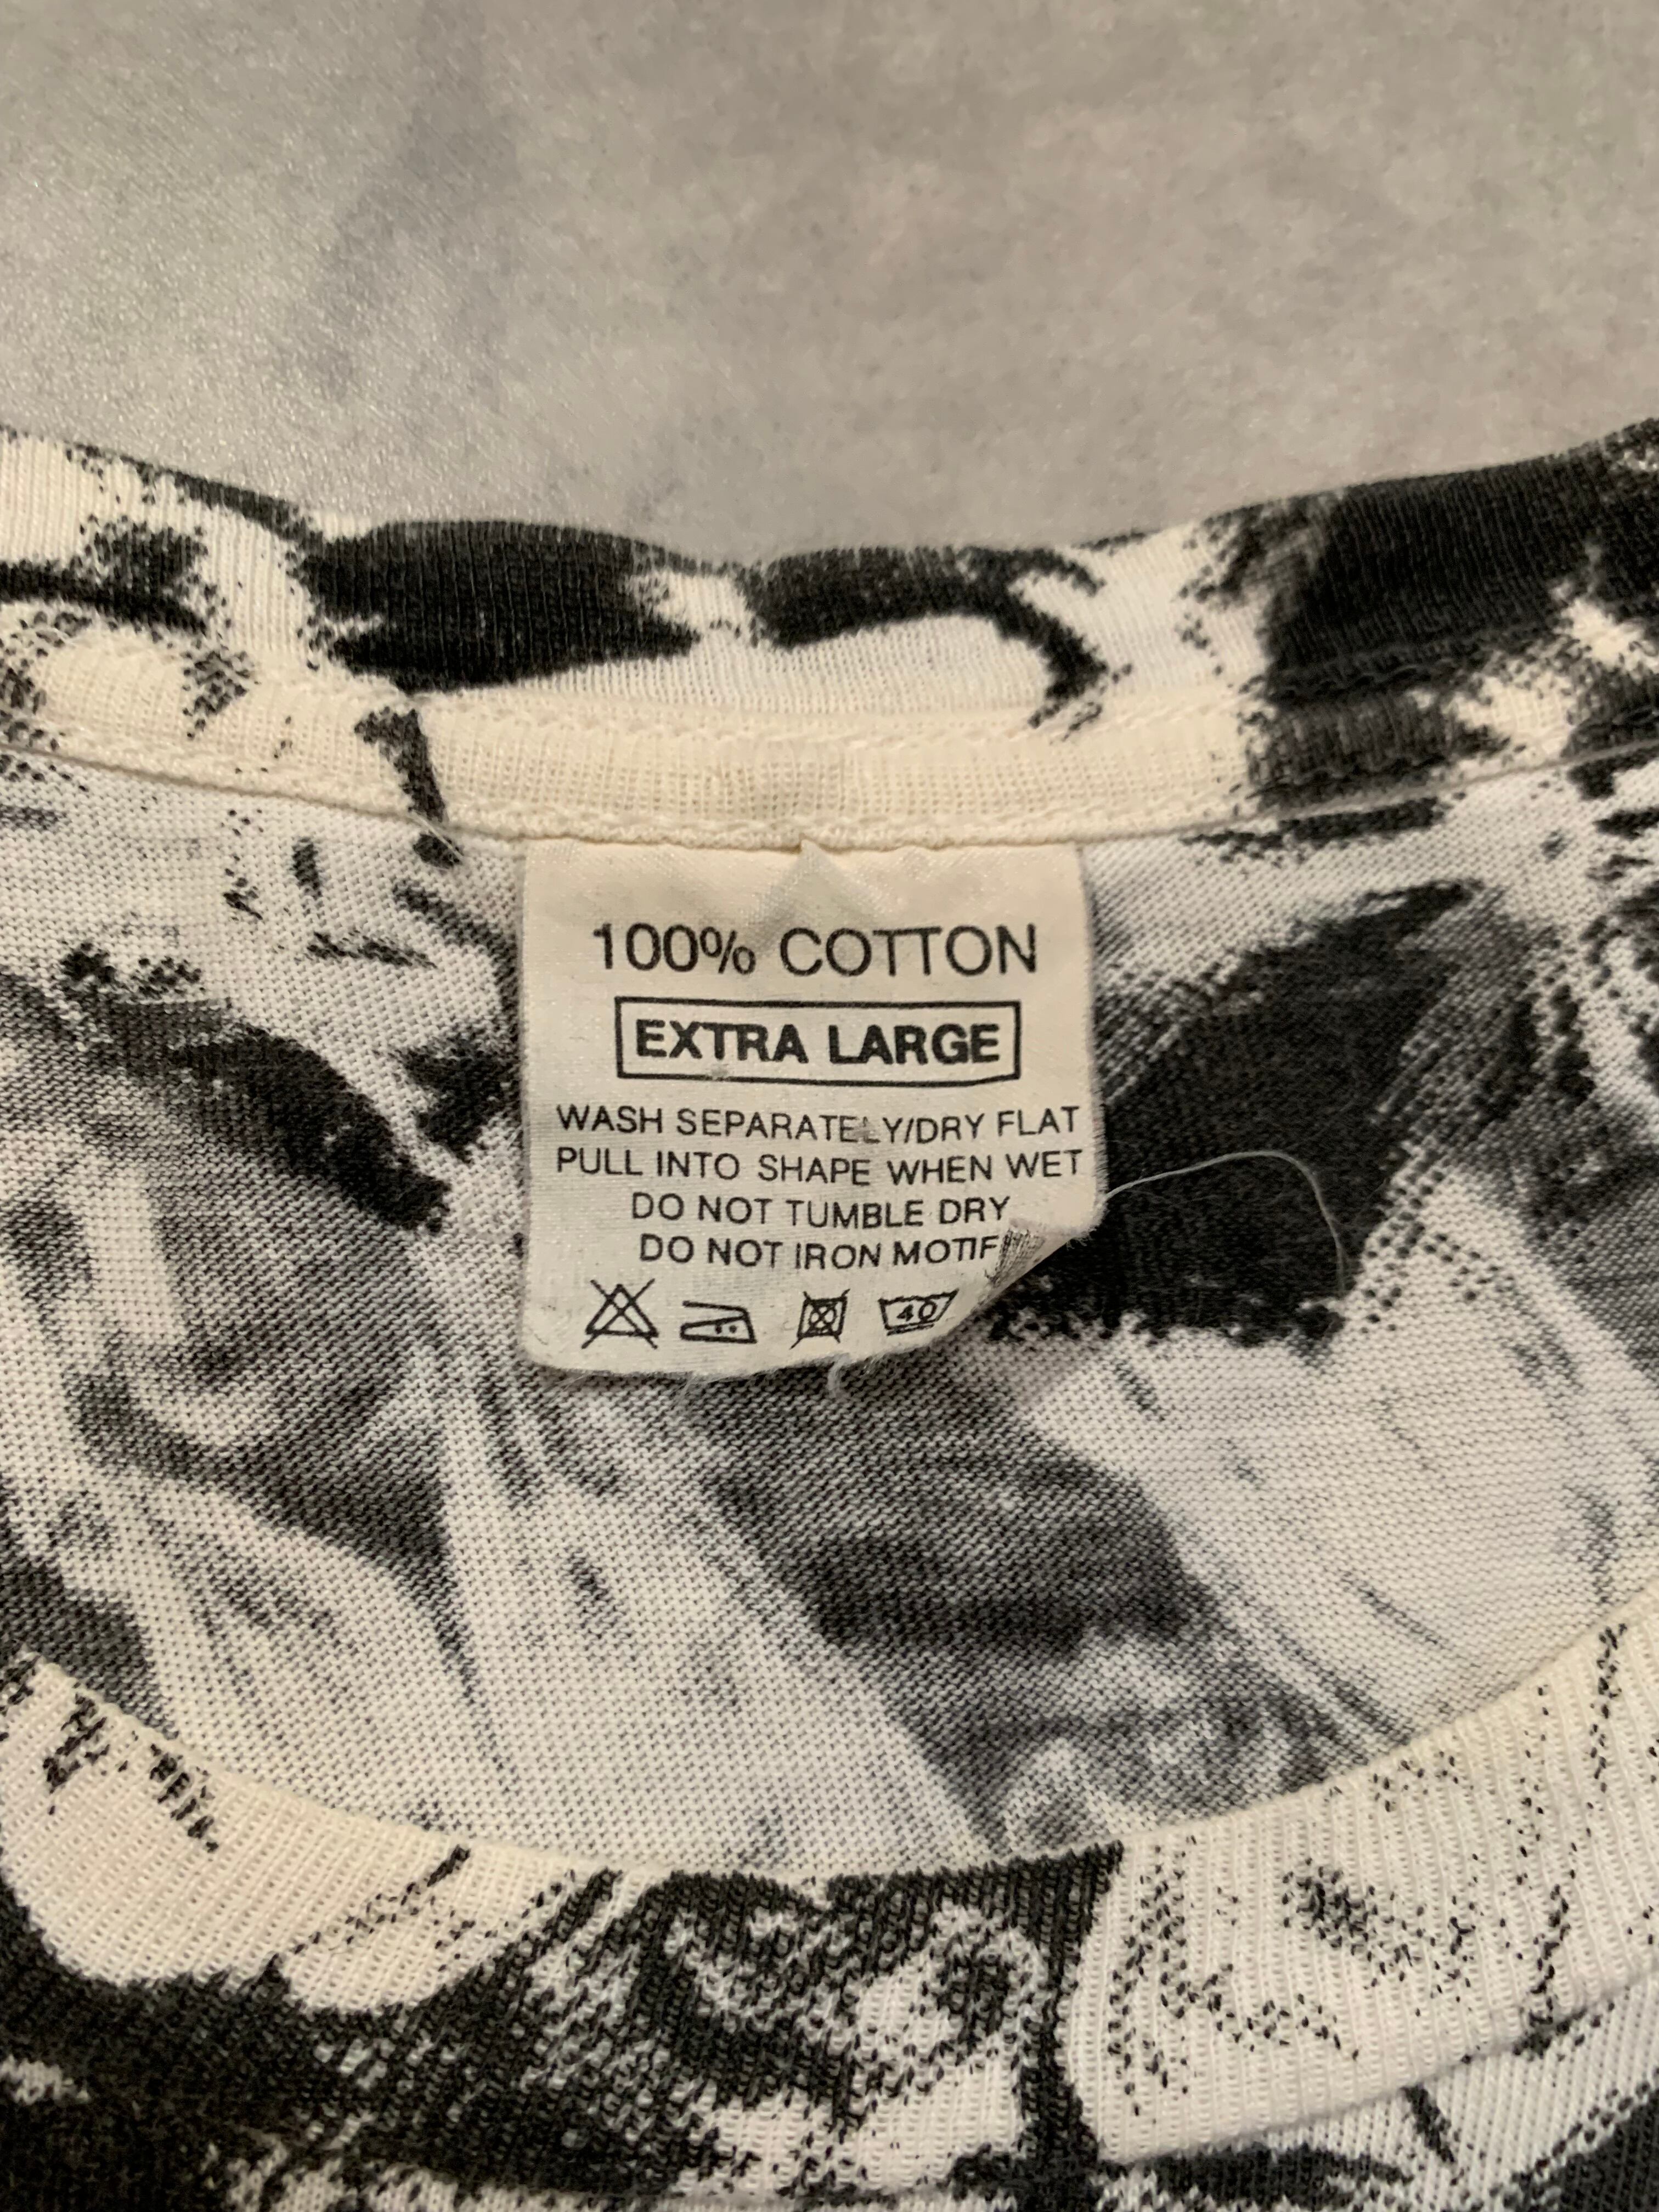 100% COTTON
EXTRA LARGE
WASH SEPARATELY/DRY FLAT
PULL INTO SHAPE WHEN WET
DO NOT TUMBLE DRY
DO NOT IRON MOTIF
40